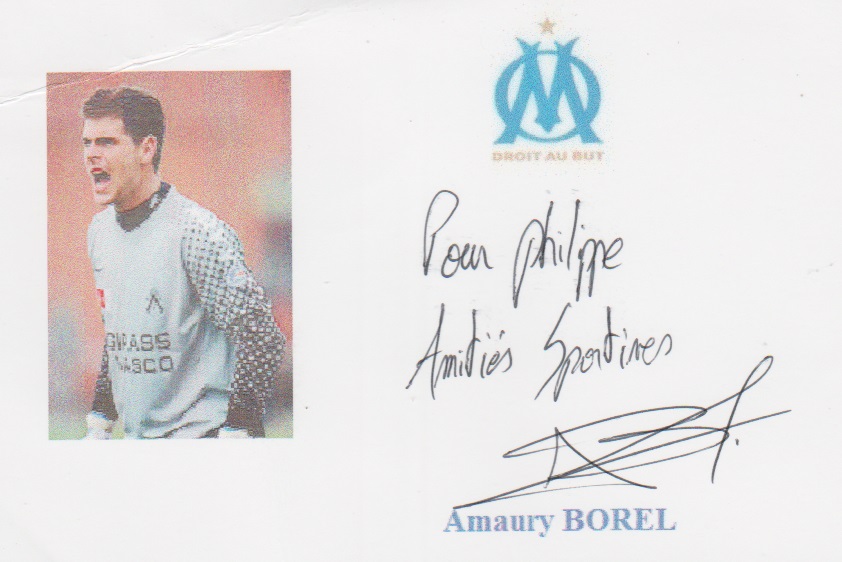 DROIT AU BUT
Pour philippe
Amitiés Sportives
Amaury BOREL